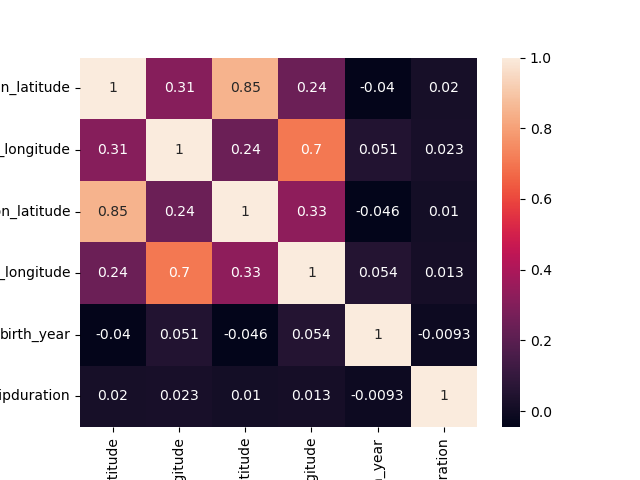 n_latitude 1 0.31 0.85 0.24 -0.04 0.02
_longitude 0.31 1 0.24 0.7 0.051 0.023
on_latitude 0.85 0.24 1 0.33 -0.046 0.01
_longitude 0.24 0.7 0.33 1 0.054 0.013
birth_year -0.04 0.051 -0.046 0.054 1 -0.0093
ipduration 0.02 0.023 0.01 0.013 -0.0093 1
titude gitude titude gitude _year ration
1.0
0.8
0.6
0.4
0.2
0.0